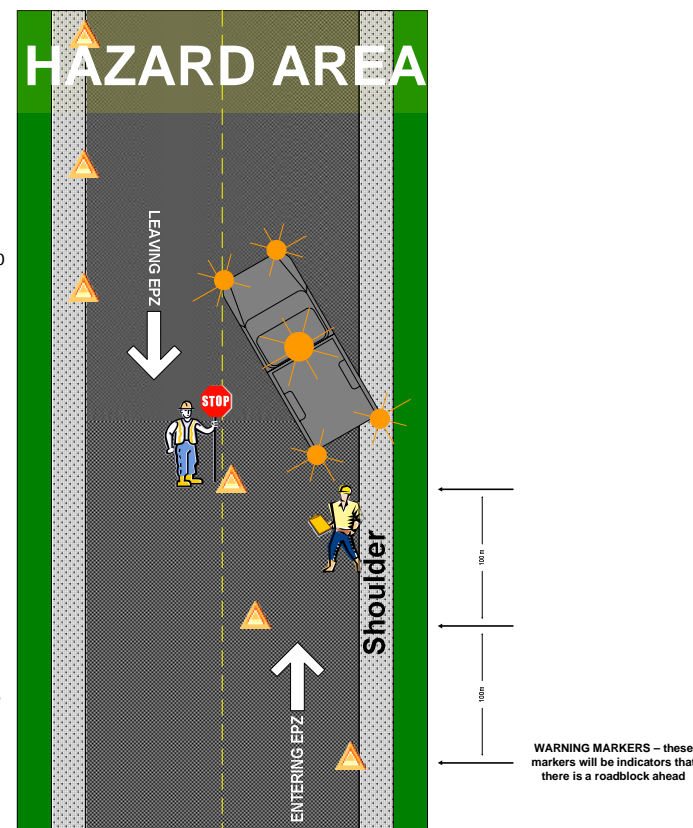 HAZARD AREA
LEAVING EPZ
STOP
Shoulder
100 m
100m
ENTERING EPZ
WARNING MARKERS – these
markers will be indicators that
there is a roadblock ahead